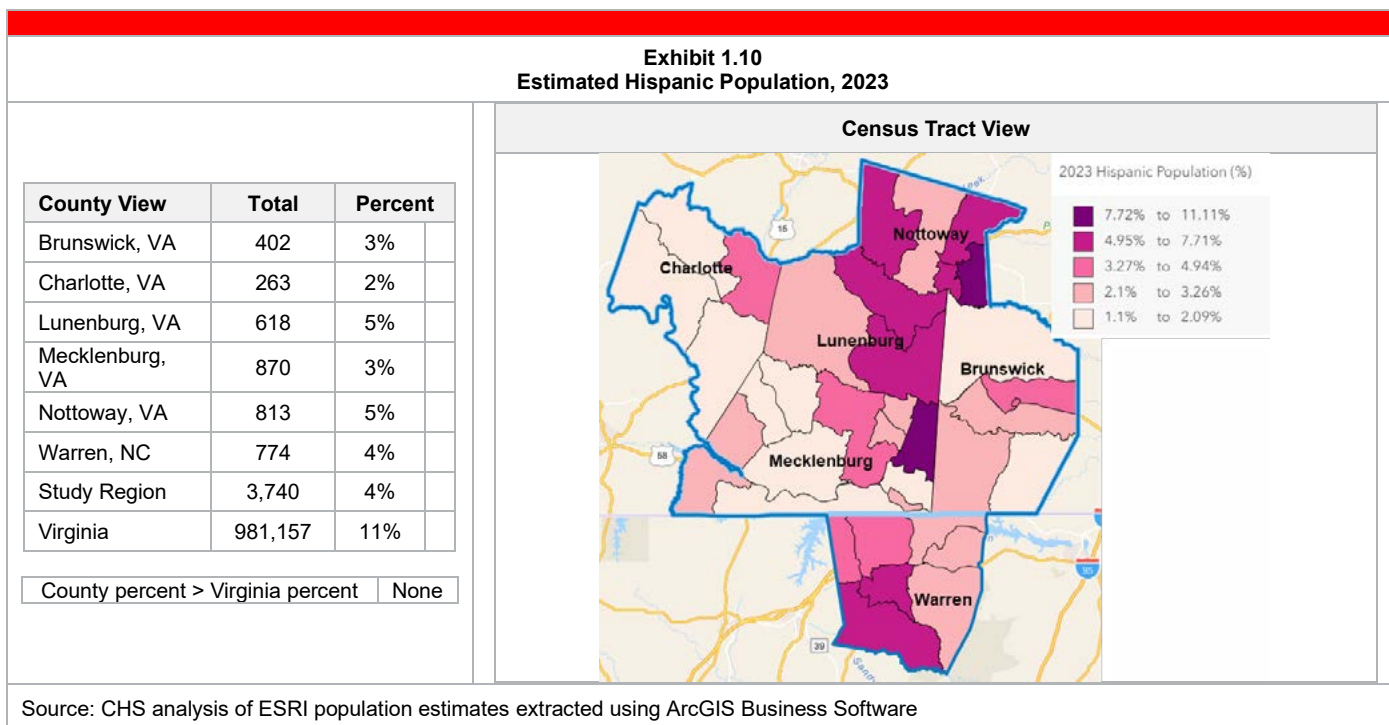 Exhibit 1.10
Estimated Hispanic Population, 2023
Census Tract View
County View Total Percent
Brunswick, VA 402 3%
Charlotte, VA 263 2%
Lunenburg, VA 618 5%
Mecklenburg,
VA 870 3%
Nottoway, VA 813 5%
Warren, NC 774 4%
Study Region 3,740 4%
Virginia 981,157 11%
County percent > Virginia percent None
2023 Hispanic Population (%)
7.72% to 11.11%
4.95% to 7.71%
3.27% to 4.94%
2.1% to 3.26%
1.1% to 2.09%
15
Nottoway
Charlotte
Lunenburg
Brunswick
58
Mecklenburg
95
Warren
39
Source: CHS analysis of ESRI population estimates extracted using ArcGIS Business Software